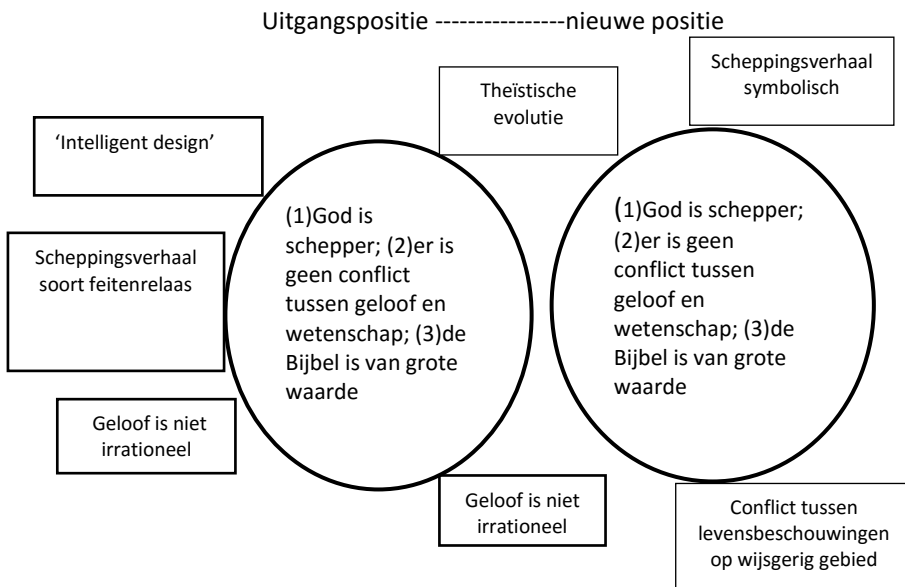 Uitgangspositie ----------------nieuwe positie
Scheppingsverhaal
symbolisch
Theïstische
evolutie
‘Intelligent design’
Scheppingsverhaal
soort feitenrelaas
Geloof is niet
irrationeel
(1)God is
schepper; (2)er is
geen conflict
tussen geloof en
wetenschap; (3)de
Bijbel is van grote
waarde
(1)God is schepper;
(2)er is geen
conflict tussen
geloof en
wetenschap; (3)de
Bijbel is van grote
waarde
Geloof is niet
irrationeel
Conflict tussen
levensbeschouwingen
op wijsgerig gebied